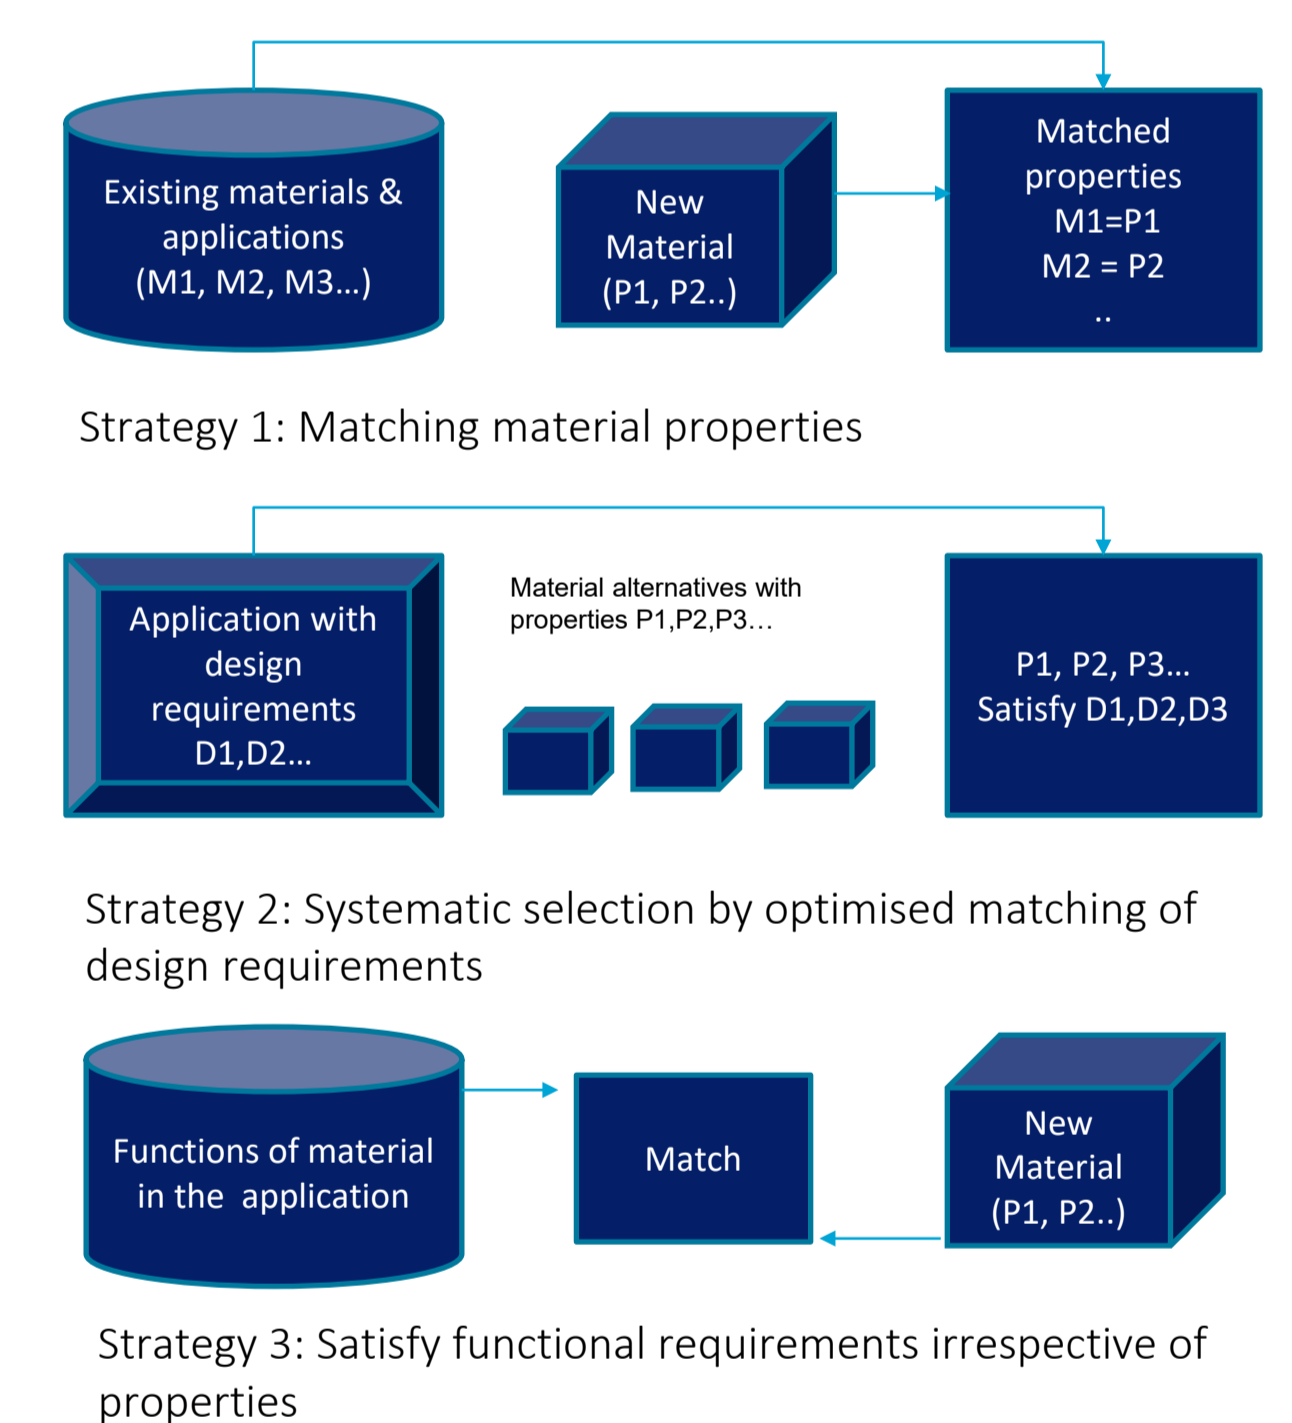 Existing materials &
applications
(M1, M2, M3...)
New
Material
(P1, P2..)
Matched
properties
M1=P1
M2 = P2
..
Strategy 1: Matching material properties
Application with
design
requirements
D1,D2...
Material alternatives with
properties P1,P2,P3...
P1, P2, P3...
Satisfy D1,D2,D3
Strategy 2: Systematic selection by optimised matching of
design requirements
Functions of material
in the  application
Match
New
Material
(P1, P2..)
Strategy 3: Satisfy functional requirements irrespective of
properties